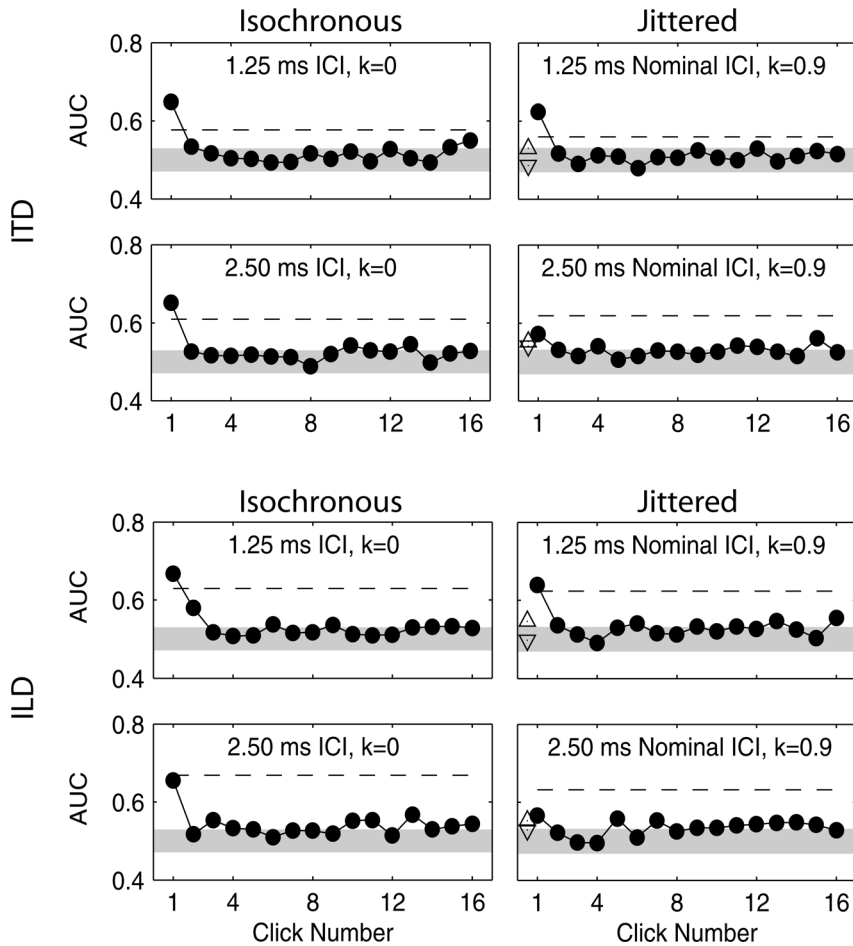 Isochronous Jittered
0.8
1.25 ms ICI, k=0
1.25 ms Nominal ICI, k=0.9
AUC
0.6
0.4
ITD
0.8
2.50 ms ICI, k=0
2.50 ms Nominal ICI, k=0.9
AUC
0.6
0.4
1 4 8 12 16
1 4 8 12 16
Isochronous Jittered
0.8
1.25 ms ICI, k=0
1.25 ms Nominal ICI, k=0.9
AUC
0.6
0.4
ILD
0.8
2.50 ms ICI, k=0
2.50 ms Nominal ICI, k=0.9
AUC
0.6
0.4
1 4 8 12 16
1 4 8 12 16
Click Number
Click Number